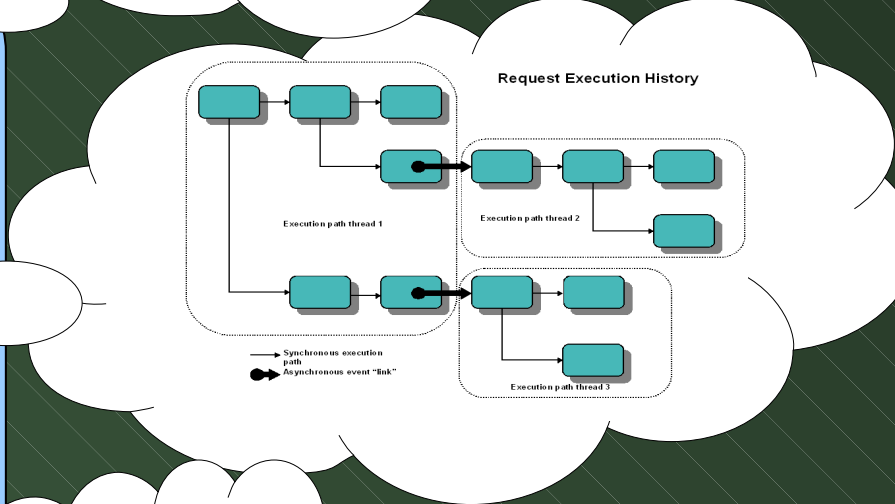 Request Execution History
Execution path thread 1
Execution path thread 2
Synchronous execution
path
Asynchronous event “link”
Execution path thread 3